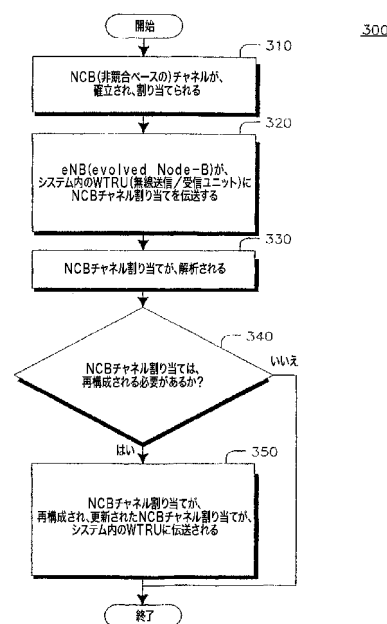 300
開始
310
NCB(非競合ベースの)チャネルが、
確立され、割り当てられる
320
eNB(evolved Node-B)が、
システム内のWTRU(無線送信/受信ユニット)に
NCBチャネル割り当てを伝送する
330
NCBチャネル割り当てが、解析される
340
NCBチャネル割り当ては、
再構成される必要があるか?
いいえ
はい
350
NCBチャネル割り当てが、
再構成され、更新されたNCBチャネル割り当てが、
システム内のWTRUに伝送される
終了